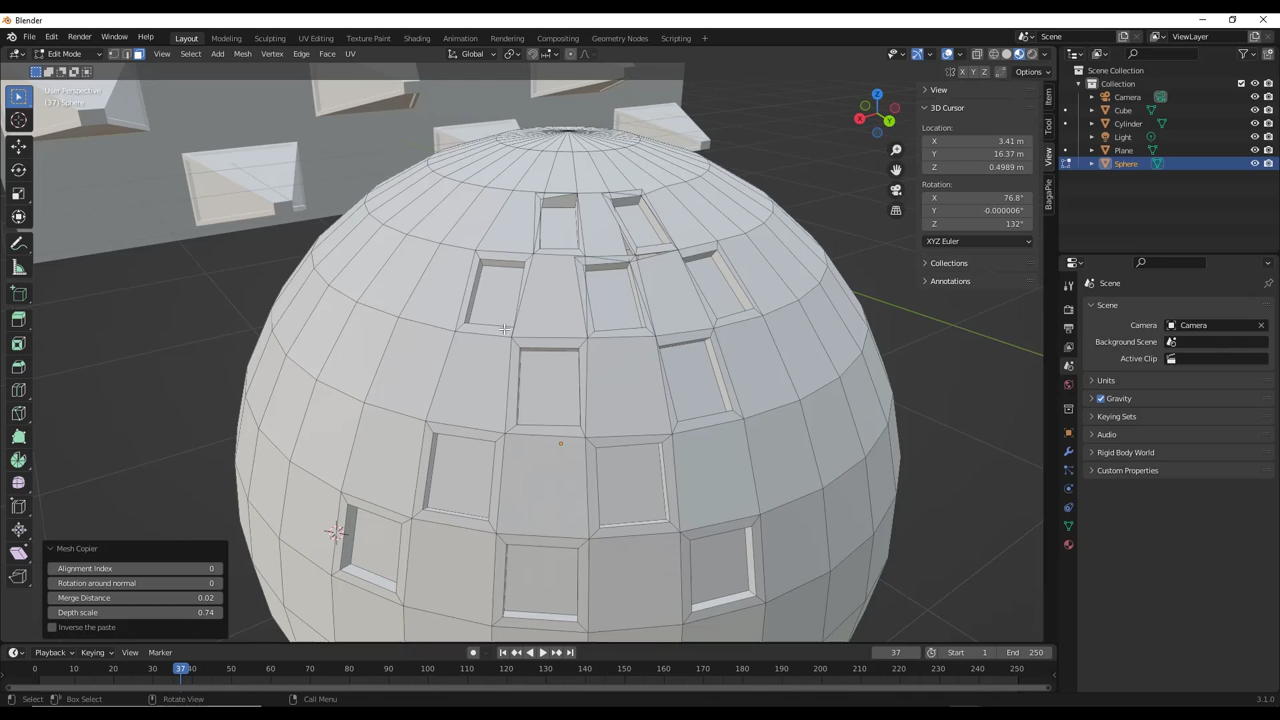 Blender
File Edit Render Window Help Layout Modeling Sculpting UV Editing Texture Paint Shading Animation Rendering Compositing Geometry Nodes Scripting + Scene ViewLayer
Edit Mode View Select Add Mesh Vertex Edge Face UV Global
X Y Z Options
User Perspective
(37) Sphere
Z
X Y
View
3D Cursor
Location:
X 3.41 m
Y 16.37 m
Z 0.4989 m
Rotation:
X 76.8°
Y -0.000006°
Z 132°
XYZ Euler
Collections
Annotations
Item
Tool
View
BagaPie
Scene Collection
Collection
Camera
Cube
Cylinder
Light
Plane
Sphere
Scene
Scene
Camera Camera
Background Scene
Active Clip
Units
Gravity
Keying Sets
Audio
Rigid Body World
Custom Properties
Mesh Copier
Alignment Index 0
Rotation around normal 0
Merge Distance 0.02
Depth scale 0.74
Inverse the paste
Playback Keying View Marker 37 Start 1 End 250
0 10 20 30 37 40 50 60 70 80 90 100 110 120 130 140 150 160 170 180 190 200 210 220 230 240 250
Select Box Select Rotate View Call Menu 3.1.0